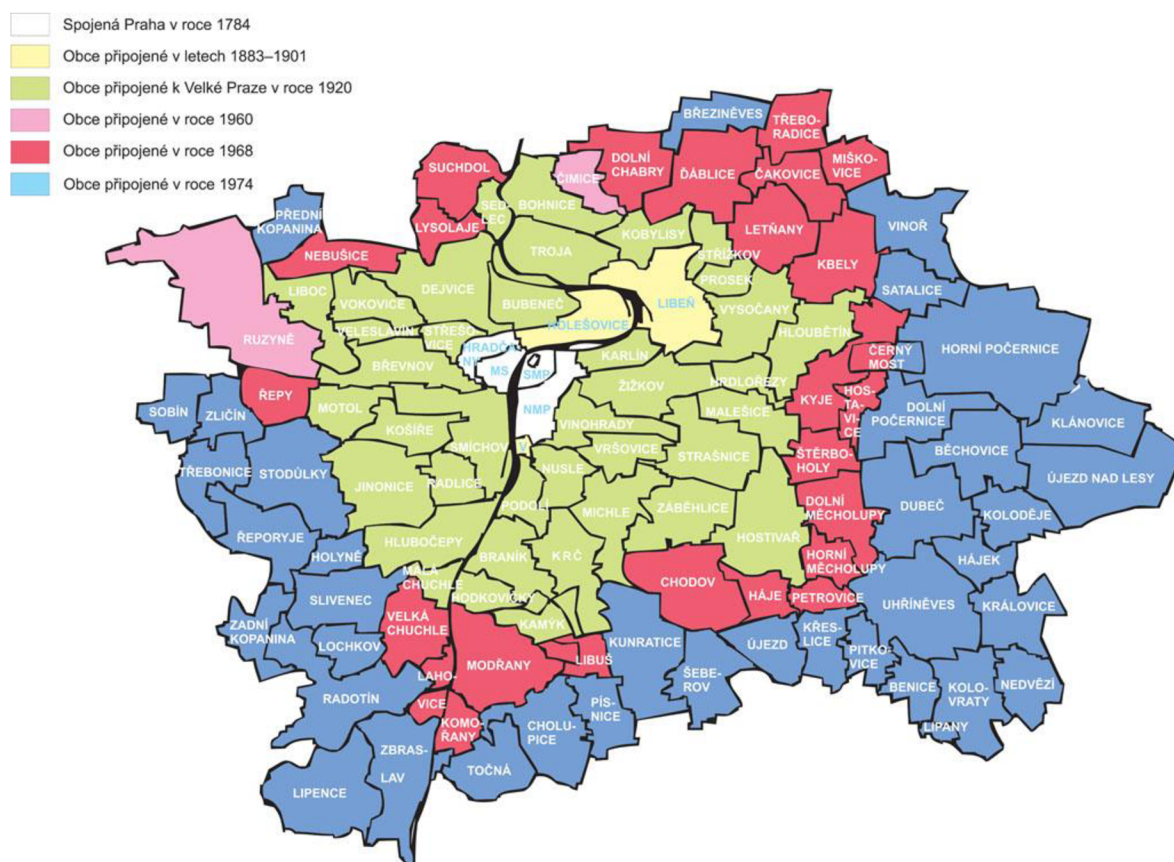 Spojená Praha v roce 1784
Obce připojené v letech 1883–1901
Obce připojené k Velké Praze v roce 1920
Obce připojené v roce 1960
Obce připojené v roce 1968
Obce připojené v roce 1974
BŘEZINĚVES
TŘEBO-
RADICE
SUCHDOL
ČIMICE
DOLNÍ
CHABRY
ĎÁBLICE
ČAKOVICE
MIŠKO-
VICE
PŘEDNÍ
KOPANINA
LYSOLAJE
SED-
LEC
BOHNICE
KOBYLISY
LETŇANY
VINOŘ
NEBUŠICE
TROJA
STŘÍŽKOV
KBELY
LIBOC
VOKOVICE
DEJVICE
BUBENEČ
PROSEK
SATALICE
RUZYNĚ
VELESLAVÍN
STŘEŠO-
VICE
HOLEŠOVICE
LIBEŇ
VYSOČANY
HLOUBĚTÍN
HORNÍ POČERNICE
BŘEVNOV
HRADČA-
NY
MS
SMP
KARLÍN
ČERNÝ
MOST
ŘEPY
NMP
ŽIŽKOV
HRDLOŘEZY
KYJE
HOS-
TA-
VICE
DOLNÍ
POČERNICE
KLÁNOVICE
SOBÍN
ZLIČÍN
MOTOL
KOŠÍŘE
SMÍCHOV
VINOHRADY
MALEŠICE
TŘEBONICE
STODŮLKY
JINONICE
RADLICE
V
NUSLE
VRŠOVICE
STRAŠNICE
ŠTĚRBO-
HOLY
BĚCHOVICE
ÚJEZD NAD LESY
PODOLÍ
MICHLE
ZÁBĚHLICE
DOLNÍ
MĚCHOLUPY
DUBEČ
KOLODĚJE
ŘEPORYJE
HOLYNĚ
HLUBOČEPY
BRANÍK
KRČ
HOSTIVAŘ
HORNÍ
MĚCHOLUPY
HÁJEK
MALÁ
CHUCHLE
HODKOVIČKY
CHODOV
HÁJE
PETROVICE
UHŘÍNĚVES
KRÁLOVICE
SLIVENEC
VELKÁ
CHUCHLE
KAMÝK
ZADNÍ
KOPANINA
LOCHKOV
MODŘANY
LIBUŠ
KUNRATICE
ÚJEZD
KŘES-
LICE
PITKO-
VICE
LAHO-
VICE
ŠEBE-
ROV
BENICE
KOLO-
VRATY
NEDVĚZÍ
RADOTÍN
KOMO-
ŘANY
CHOLU-
PICE
PÍS-
NICE
LIPANY
ZBRAS-
LAV
TOČNÁ
LIPENCE